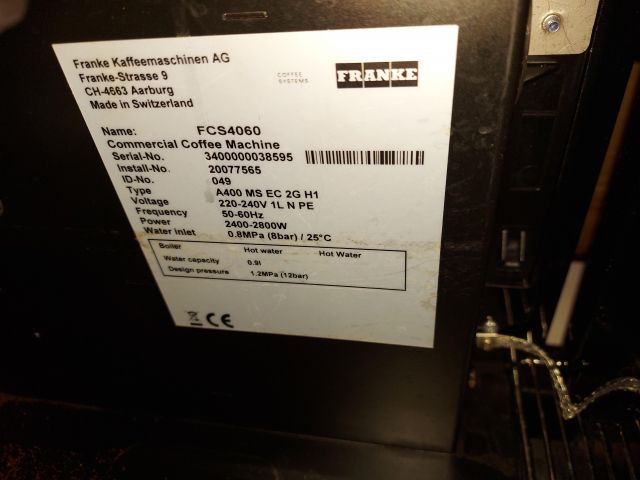 Franke Kaffeemaschinen AG
Franke-Strasse 9
CH-4663 Aarburg
Made in Switzerland
COFFEE
SYSTEMS
FRANKE
Name: FCS4060
Commercial Coffee Machine
Serial-No. 3400000038595
Install-No. 20077565
ID-No. 049
Type A400 MS EC 2G H1
Voltage 220-240V 1L N PE
Frequency 50-60Hz
Power 2400-2800W
Water inlet 0.8MPa (8bar) / 25°C
Boiler Hot water Hot Water
Water capacity 0.9l
Design pressure 1.2MPa (12bar)
CE